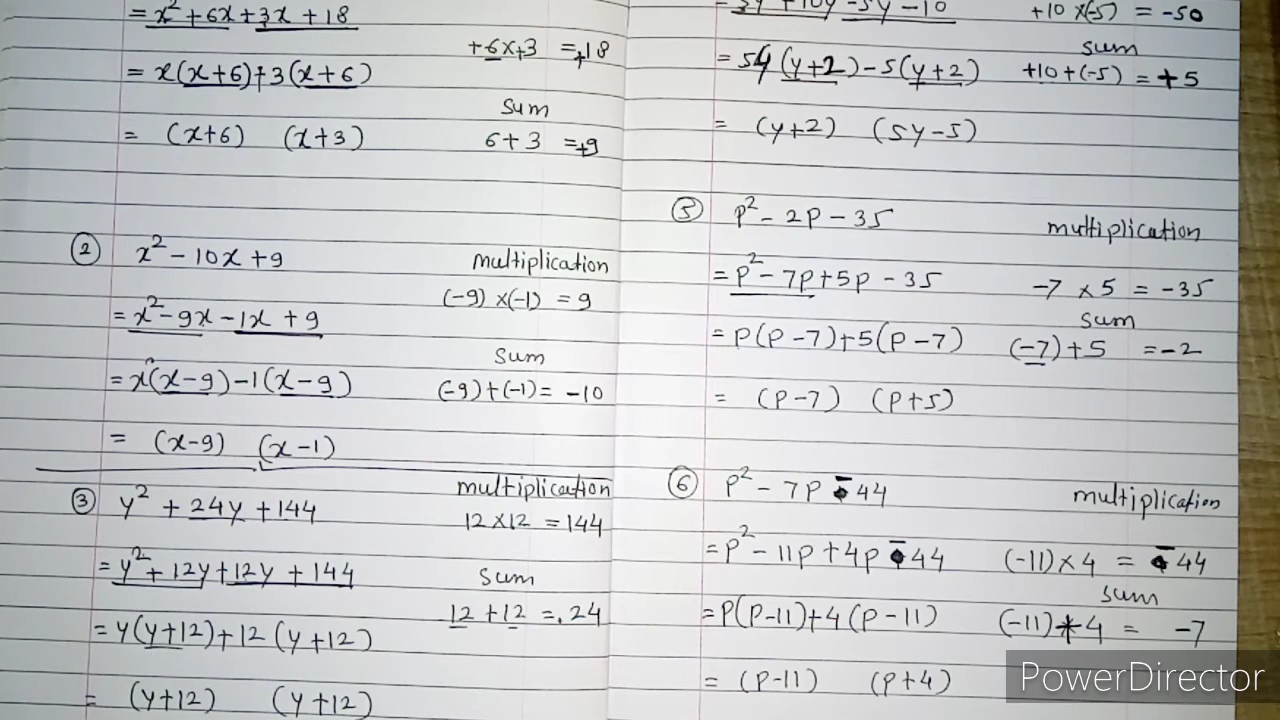 = x² + 6x + 3x + 18
+6x+3 = +18
= x(x+6)+3(x+6)
sum
= (x+6) (x+3)
6+3 = +9
② x² - 10x + 9
multiplication
(-9) x(-1) = 9
= x² - 9x - 1x + 9
sum
= x(x-9) - 1(x-9)
(-9)+(-1) = -10
= (x-9) (x-1)
③ y² + 24y + 144
multiplication
12 x 12 = 144
= y² + 12y + 12y + 144
sum
12 + 12 = . 24
= y(y+12) + 12(y+12)
= (y+12) (y+12)
+10 x(-5) = -50
sum
= 5y(y+2) - 5(y+2)
+10+(-5) = +5
= (y+2) (5y-5)
⑤ p² - 2p - 35
multiplication
= p² - 7p + 5p - 35
-7 x 5 = -35
sum
= p(p-7)+5(p-7)
(-7)+5 = -2
= (p-7) (p+5)
⑥ p² - 7p - 44
multiplication
= p² - 11p + 4p - 44
(-11) x 4 = -44
sum
= p(p-11)+4(p-11)
(-11)+4 = -7
= (p-11) (p+4)
PowerDirector